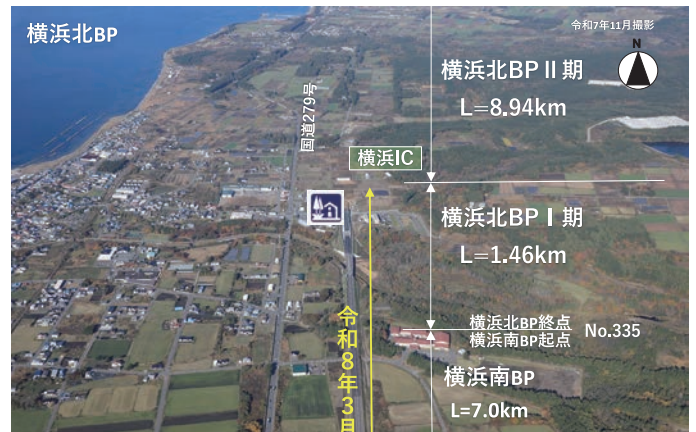 横浜北BP
令和7年11月撮影
N
横浜北BPⅡ期
L=8.94km
国道279号
横浜IC
横浜北BPⅠ期
L=1.46km
横浜北BP終点
横浜南BP起点
No.335
令和8年3日
横浜南BP
L=7.0km